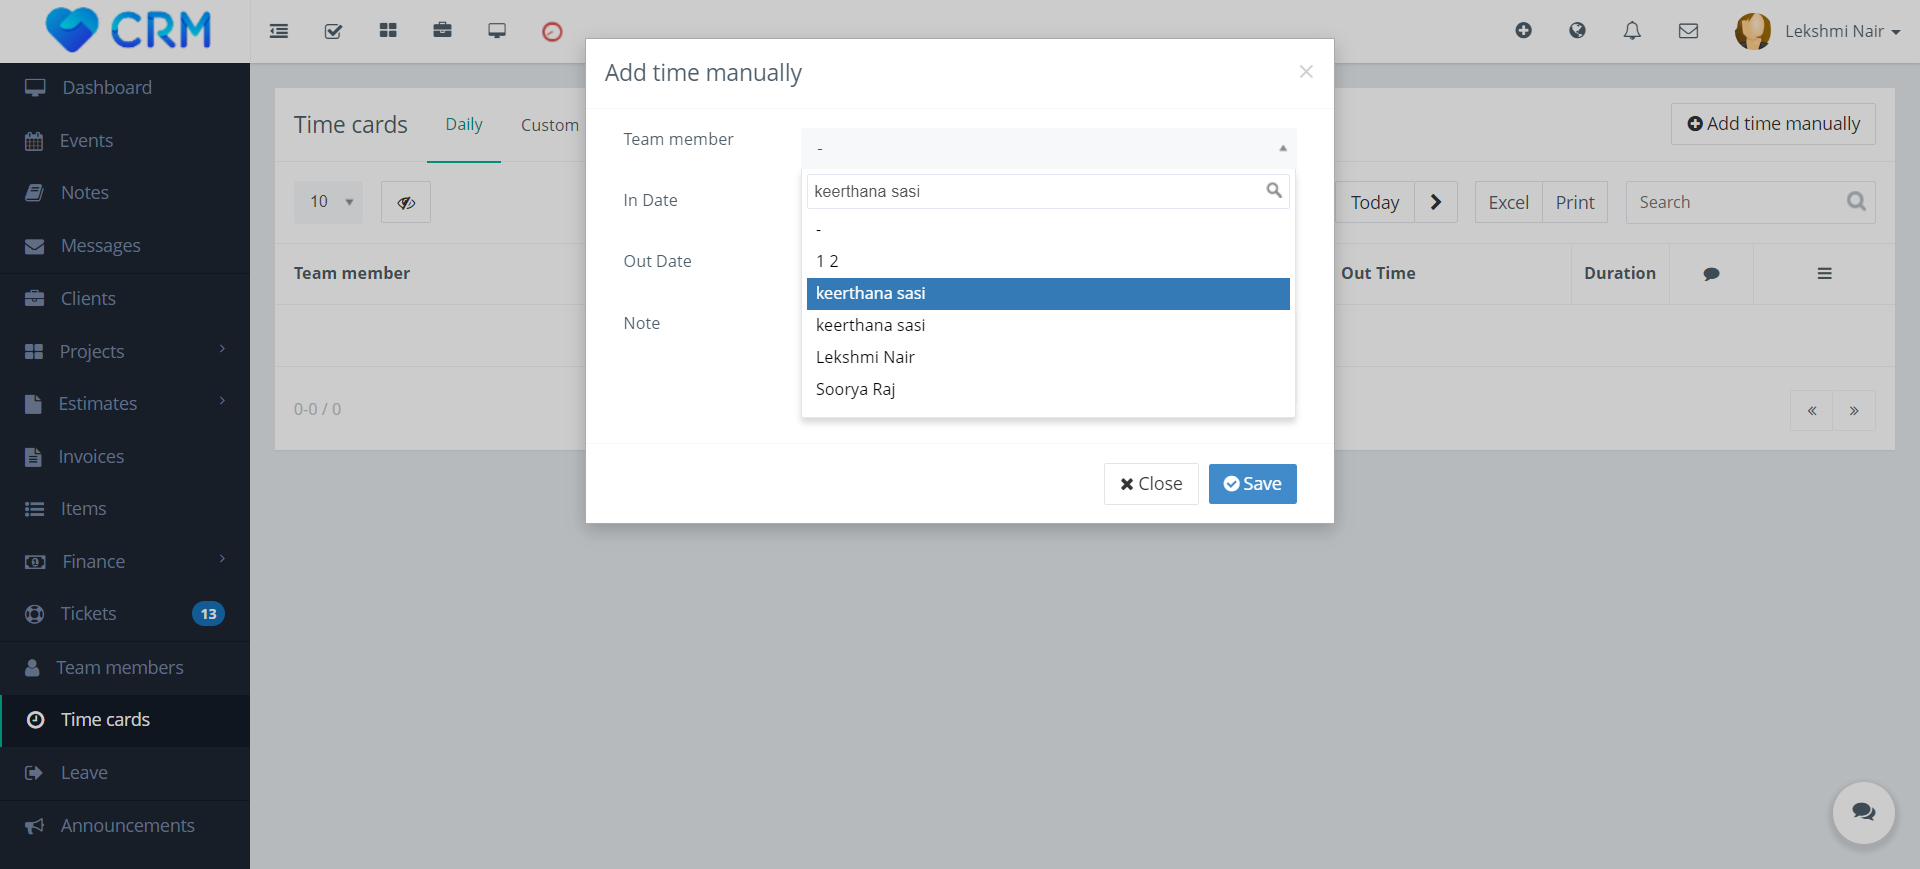 CRM
Lekshmi Nair
Dashboard
Events
Notes
Messages
Clients
Projects
Estimates
Invoices
Items
Finance
Tickets 13
Team members
Time cards
Leave
Announcements
Time cards Daily Custom
Add time manually
10
Today Excel Print Search
Team member Out Time Duration
0-0 / 0
« »
Add time manually ×
Team member -
keerthana sasi
In Date
-
1 2
Out Date
keerthana sasi
keerthana sasi
Note
Lekshmi Nair
Soorya Raj
Close Save